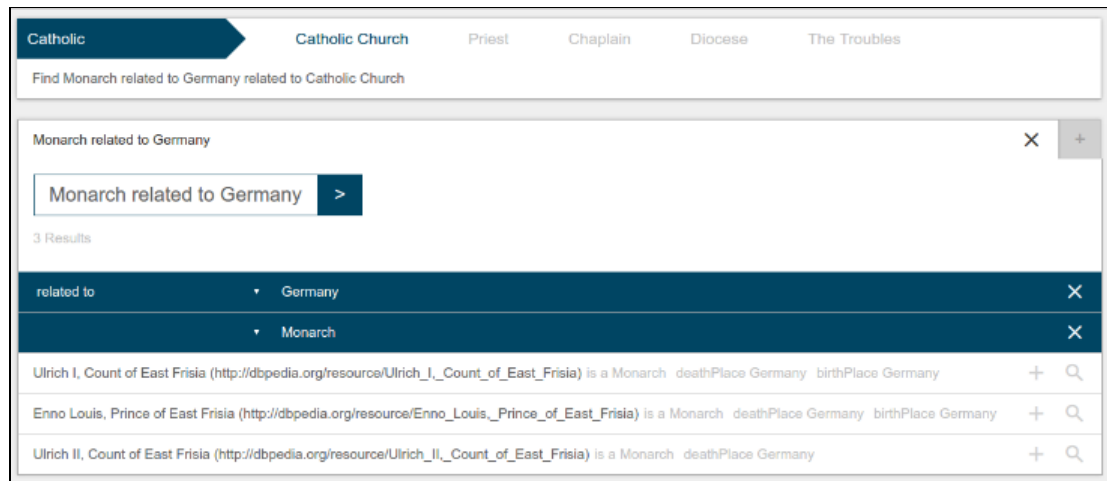 Catholic Catholic Church Priest Chaplain Diocese The Troubles
Find Monarch related to Germany related to Catholic Church
Monarch related to Germany ✕ +
Monarch related to Germany >
3 Results
related to ▾ Germany ✕
▾ Monarch ✕
Ulrich I, Count of East Frisia (http://dbpedia.org/resource/Ulrich_I,_Count_of_East_Frisia) is a Monarch deathPlace Germany birthPlace Germany +
Enno Louis, Prince of East Frisia (http://dbpedia.org/resource/Enno_Louis,_Prince_of_East_Frisia) is a Monarch deathPlace Germany birthPlace Germany +
Ulrich II, Count of East Frisia (http://dbpedia.org/resource/Ulrich_II,_Count_of_East_Frisia) is a Monarch deathPlace Germany +